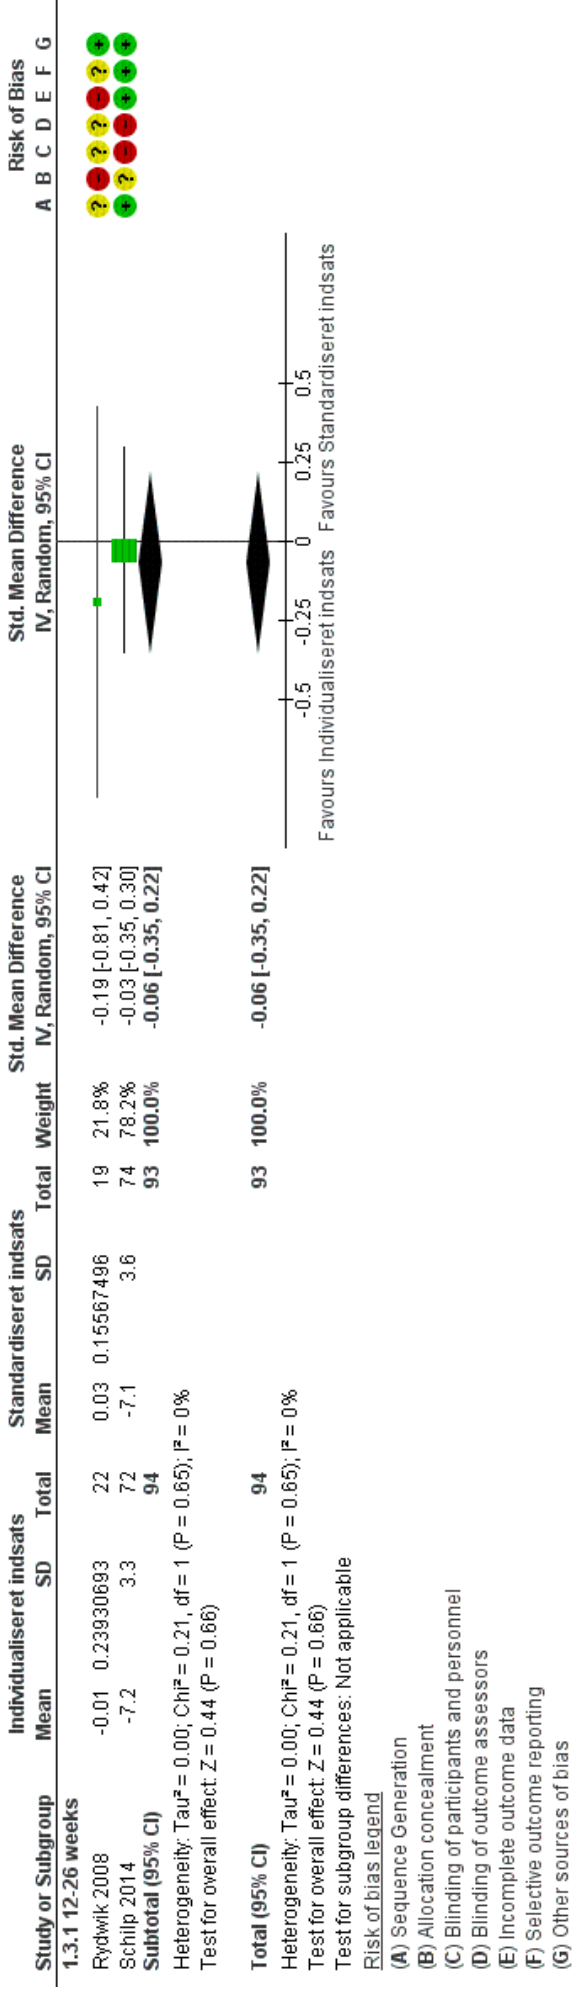 Individualiseret indsats Standardiseret indsats Std. Mean Difference Std. Mean Difference Risk of Bias
Study or Subgroup Mean SD Total Mean SD Total Weight IV, Random, 95% CI IV, Random, 95% CI A B C D E F G
1.3.1 12-26 weeks
Rydwik 2008 -0.01 0.23930693 22 0.03 0.15567496 19 21.8% -0.19 [-0.81, 0.42] ? - ? ? - ? +
Schilp 2014 -7.2 3.3 72 -7.1 3.6 74 78.2% -0.03 [-0.35, 0.30] + ? - - + + +
Subtotal (95% CI) 94 93 100.0% -0.06 [-0.35, 0.22]
Heterogeneity: Tau² = 0.00; Chi² = 0.21, df = 1 (P = 0.65); I² = 0%
Test for overall effect: Z = 0.44 (P = 0.66)
Total (95% CI) 94 93 100.0% -0.06 [-0.35, 0.22]
Heterogeneity: Tau² = 0.00; Chi² = 0.21, df = 1 (P = 0.65); I² = 0%
Test for overall effect: Z = 0.44 (P = 0.66)
Test for subgroup differences: Not applicable
-0.5 -0.25 0 0.25 0.5
Favours Individualiseret indsats Favours Standardiseret indsats
Risk of bias legend
(A) Sequence Generation
(B) Allocation concealment
(C) Blinding of participants and personnel
(D) Blinding of outcome assessors
(E) Incomplete outcome data
(F) Selective outcome reporting
(G) Other sources of bias